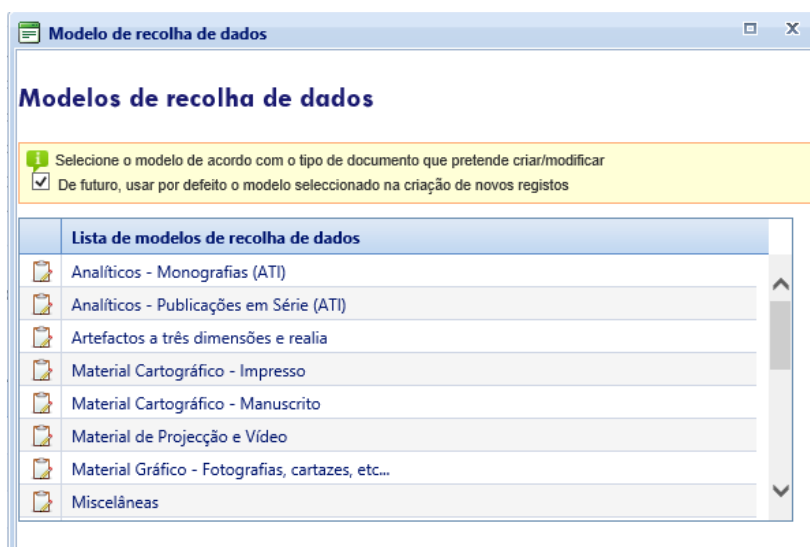 Modelo de recolha de dados
Modelos de recolha de dados
Selecione o modelo de acordo com o tipo de documento que pretende criar/modificar
De futuro, usar por defeito o modelo seleccionado na criação de novos registos
Lista de modelos de recolha de dados
Analíticos - Monografias (ATI)
Analíticos - Publicações em Série (ATI)
Artefactos a três dimensões e realia
Material Cartográfico - Impresso
Material Cartográfico - Manuscrito
Material de Projecção e Vídeo
Material Gráfico - Fotografias, cartazes, etc...
Miscelâneas